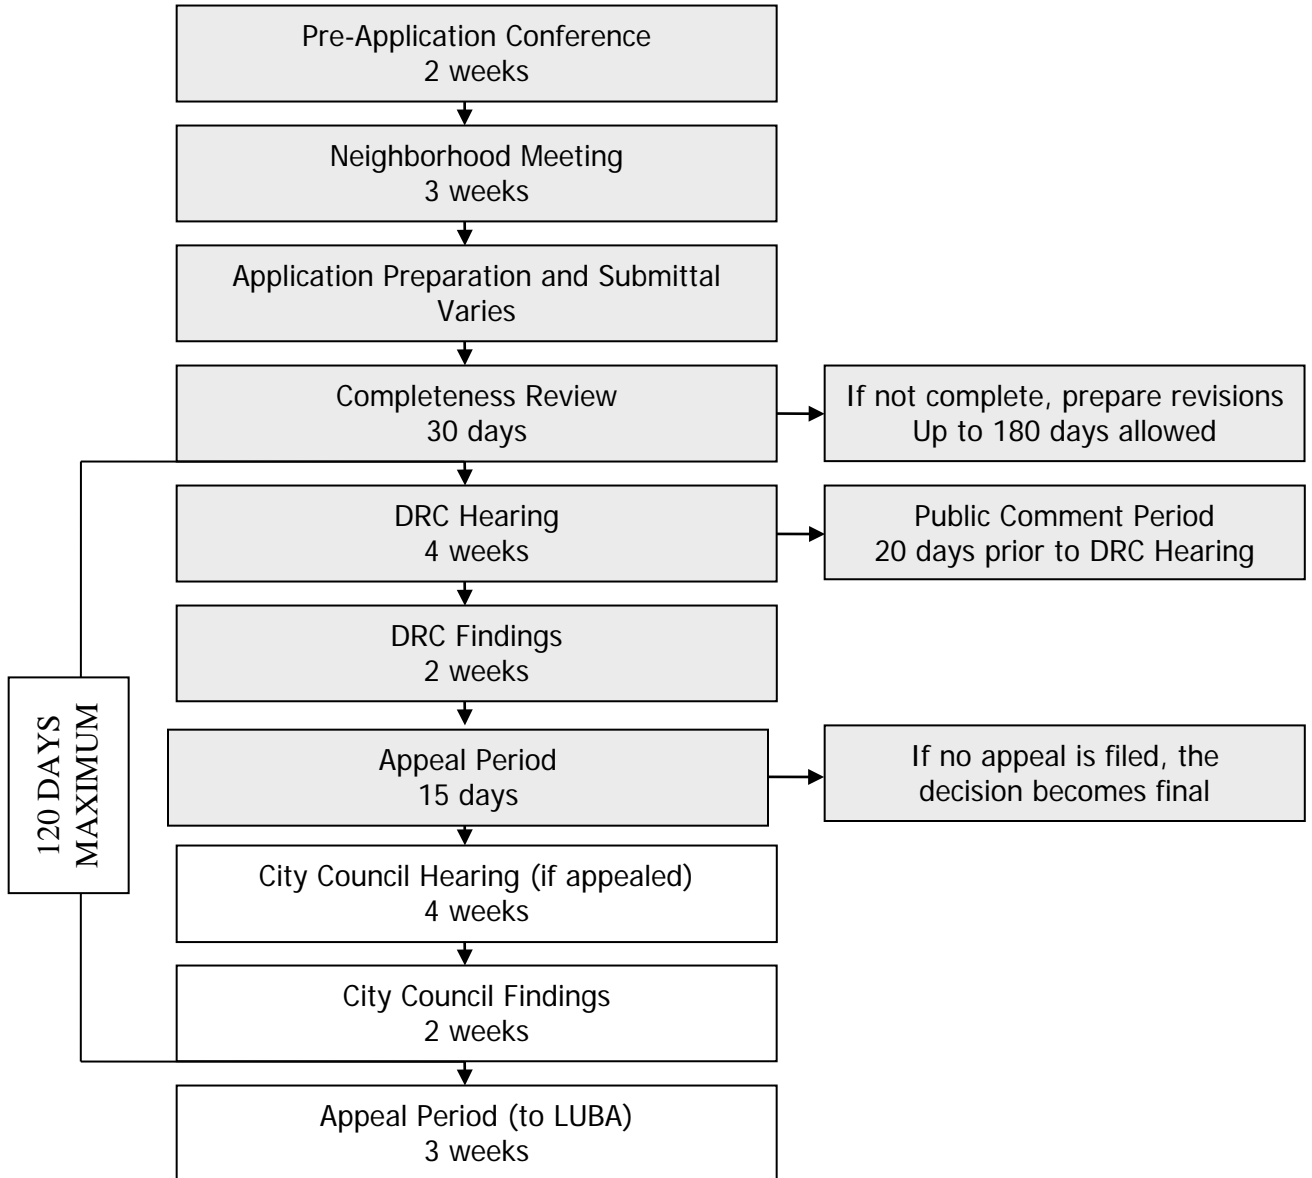 Pre-Application Conference
2 weeks
Neighborhood Meeting
3 weeks
Application Preparation and Submittal
Varies
Completeness Review
30 days
If not complete, prepare revisions
Up to 180 days allowed
DRC Hearing
4 weeks
Public Comment Period
20 days prior to DRC Hearing
DRC Findings
2 weeks
120 DAYS
MAXIMUM
Appeal Period
15 days
If no appeal is filed, the
decision becomes final
City Council Hearing (if appealed)
4 weeks
City Council Findings
2 weeks
Appeal Period (to LUBA)
3 weeks